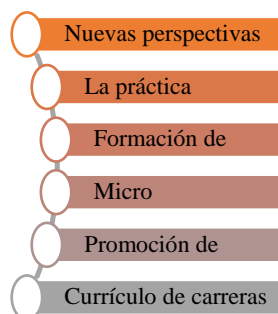 Nuevas perspectivas
La práctica
Formación de
Micro
Promoción de
Currículo de carreras